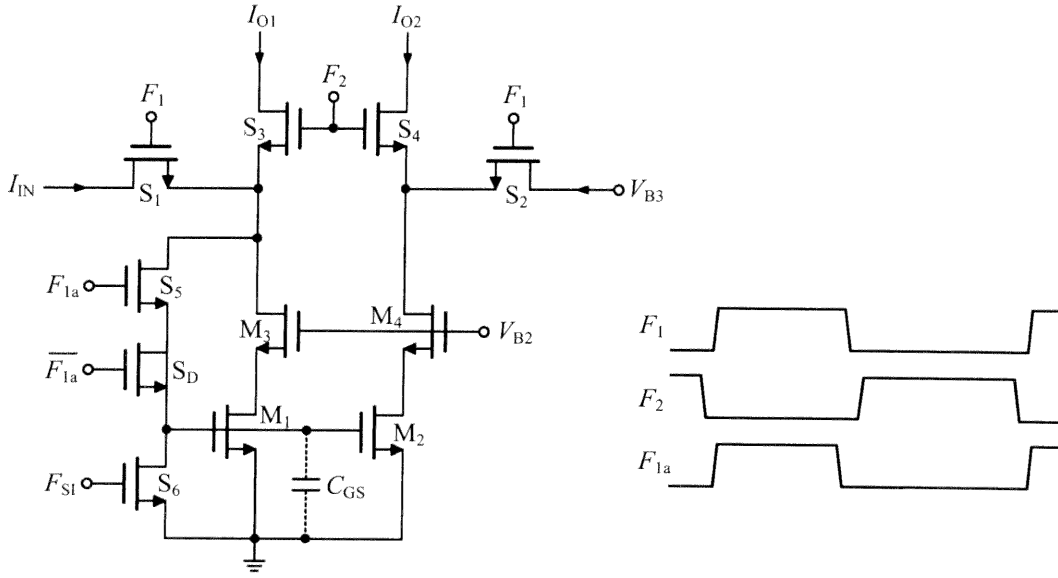 I_O1 I_O2
F_2
F_1 F_1
S_3 S_4
I_IN S_1 S_2 V_B3
F_1a S_5
M_3 M_4 V_B2
F̅_1a S_D
M_1 M_2
F_SI S_6 C_GS
F_1
F_2
F_1a